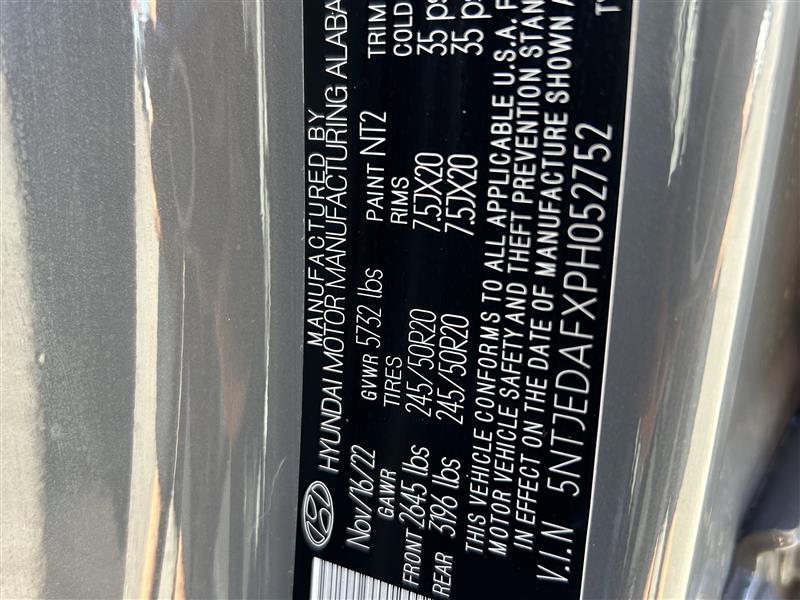 MANUFACTURED BY
HYUNDAI MOTOR MANUFACTURING ALABA
Nov/16/22 GVWR 5732 lbs PAINT NT2 TRIM
GAWR TIRES RIMS COLD
FRONT 2645 lbs 245/50R20 7.5JX20 35 ps
REAR 3196 lbs 245/50R20 7.5JX20 35 ps
THIS VEHICLE CONFORMS TO ALL APPLICABLE U.S.A. F
MOTOR VEHICLE SAFETY AND THEFT PREVENTION STAN
IN EFFECT ON THE DATE OF MANUFACTURE SHOWN A
V.I.N 5NTJEDAFXPH052752 TY